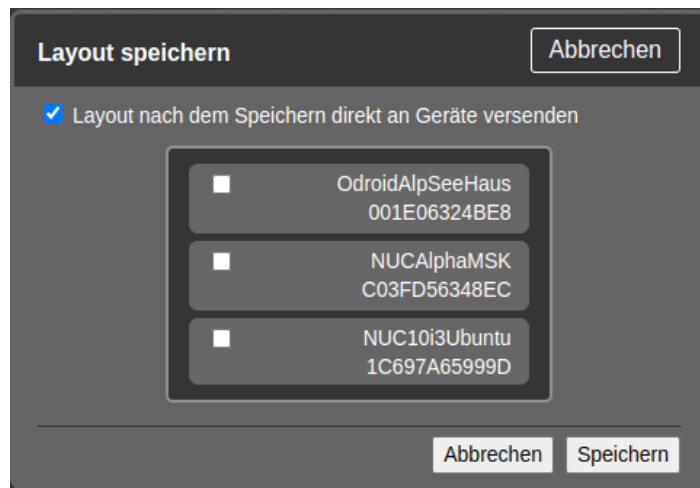 Layout speichern
Abbrechen
Layout nach dem Speichern direkt an Geräte versenden
OdroidAlpSeeHaus
001E06324BE8
NUCAlphaMSK
C03FD56348EC
NUC10i3Ubuntu
1C697A65999D
Abbrechen
Speichern